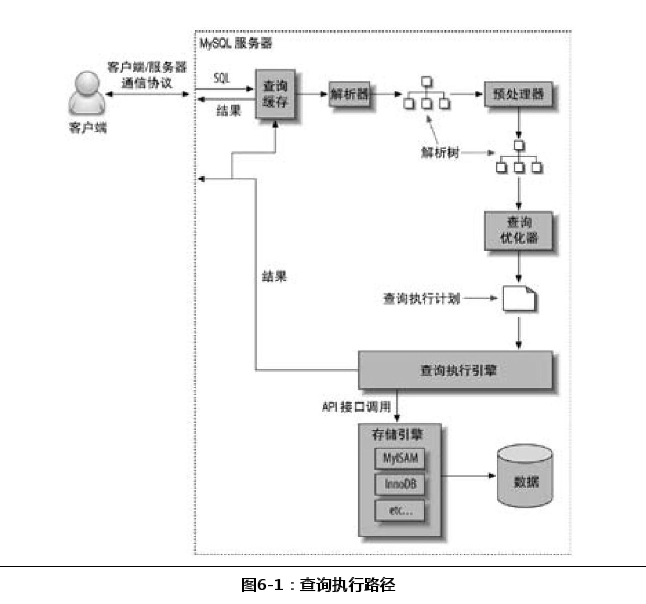 MySQL 服务器
客户端/服务器
通信协议
客户端
SQL
结果
查询
缓存
解析器
预处理器
解析树
查询
优化器
查询执行计划
结果
查询执行引擎
API 接口调用
存储引擎
MyISAM
InnoDB
etc...
数据
图6-1：查询执行路径